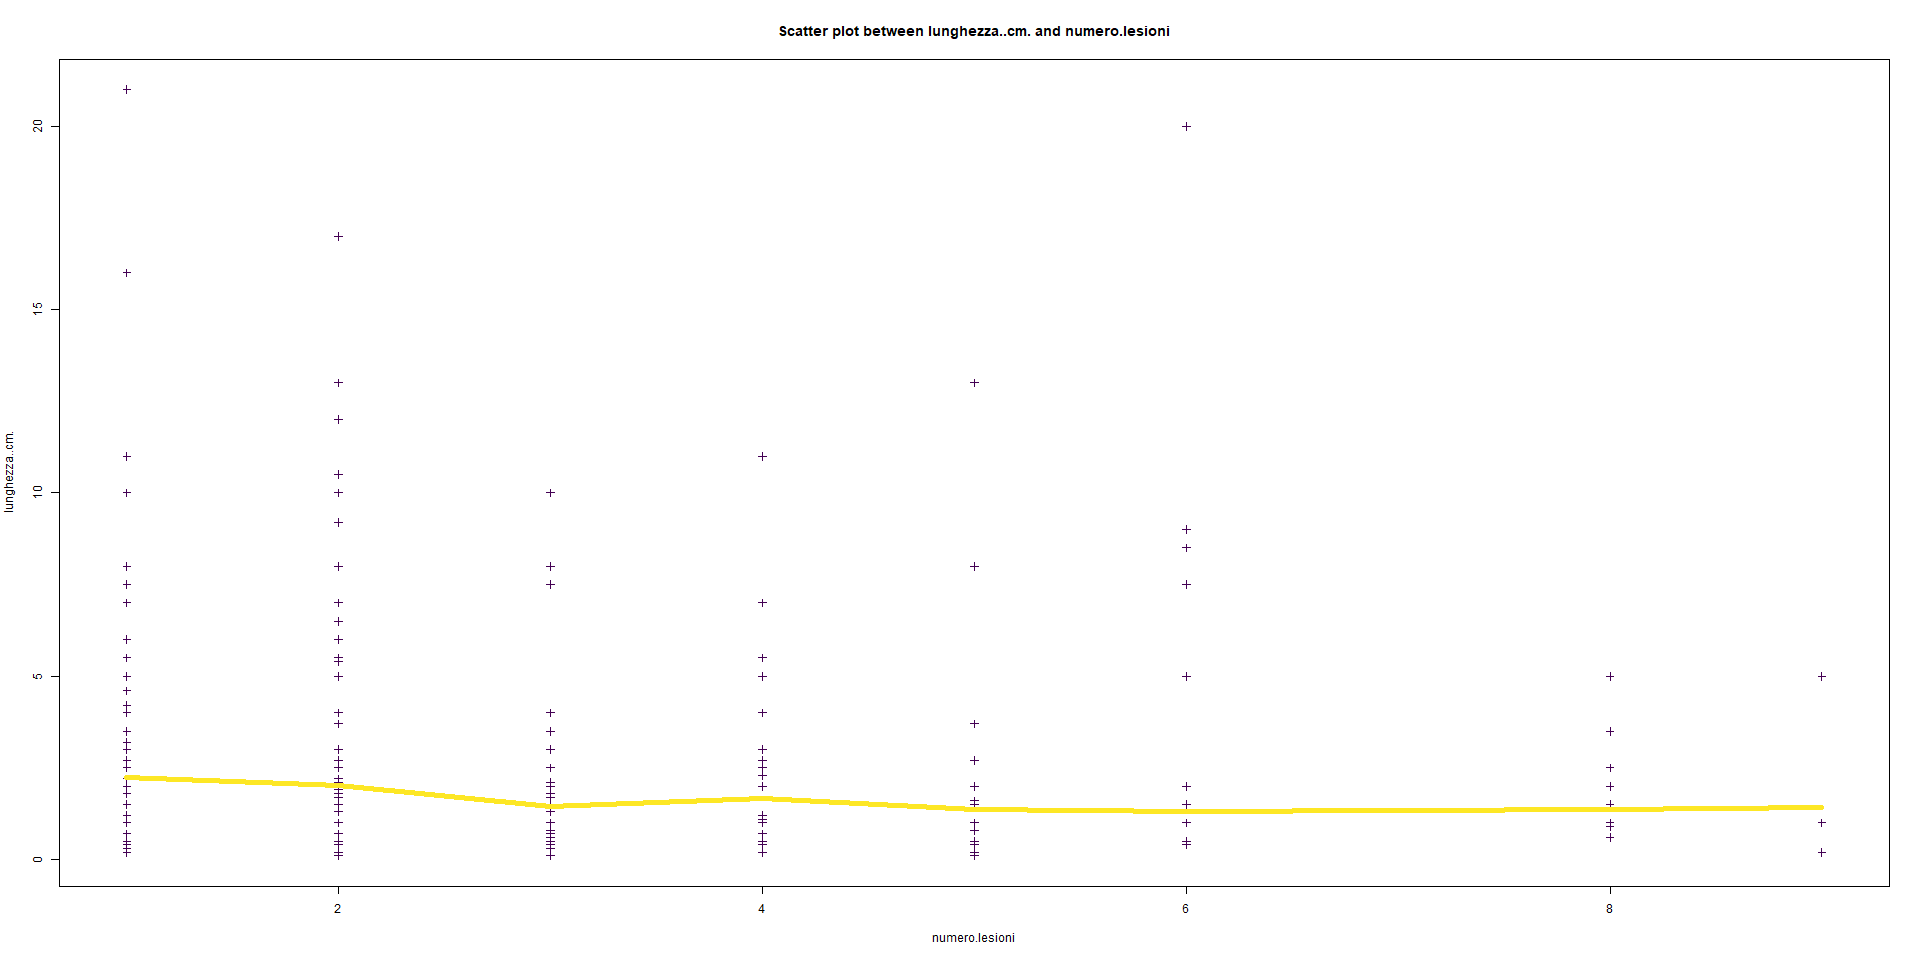 Scatter plot between lunghezza..cm. and numero.lesioni
20
15
10
5
0
lunghezza..cm.
2 4 6 8
numero.lesioni